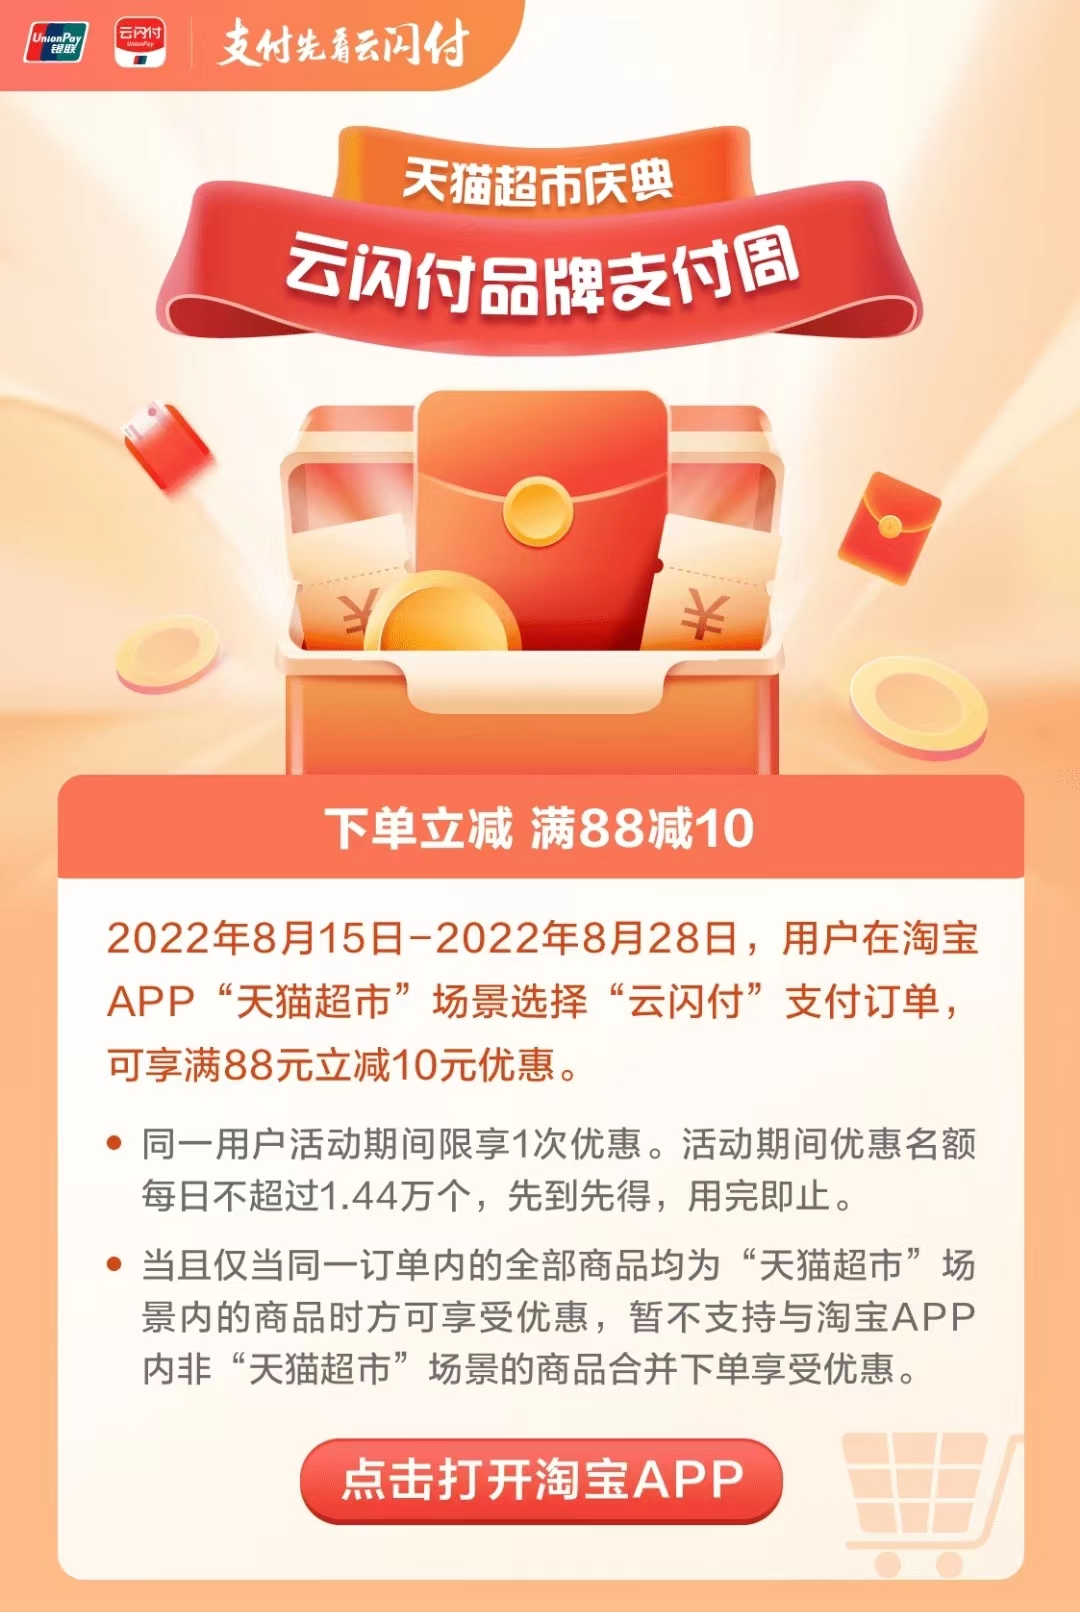 UnionPay
银联
云闪付
UnionPay
支付先看云闪付
天猫超市庆典
云闪付品牌支付周
¥
¥
下单立减 满88减10
2022年8月15日-2022年8月28日，用户在淘宝
APP“天猫超市”场景选择“云闪付”支付订单，
可享满88元立减10元优惠。
• 同一用户活动期间限享1次优惠。活动期间优惠名额
每日不超过1.44万个，先到先得，用完即止。
• 当且仅当同一订单内的全部商品均为“天猫超市”场
景内的商品时方可享受优惠，暂不支持与淘宝APP
内非“天猫超市”场景的商品合并下单享受优惠。
点击打开淘宝APP